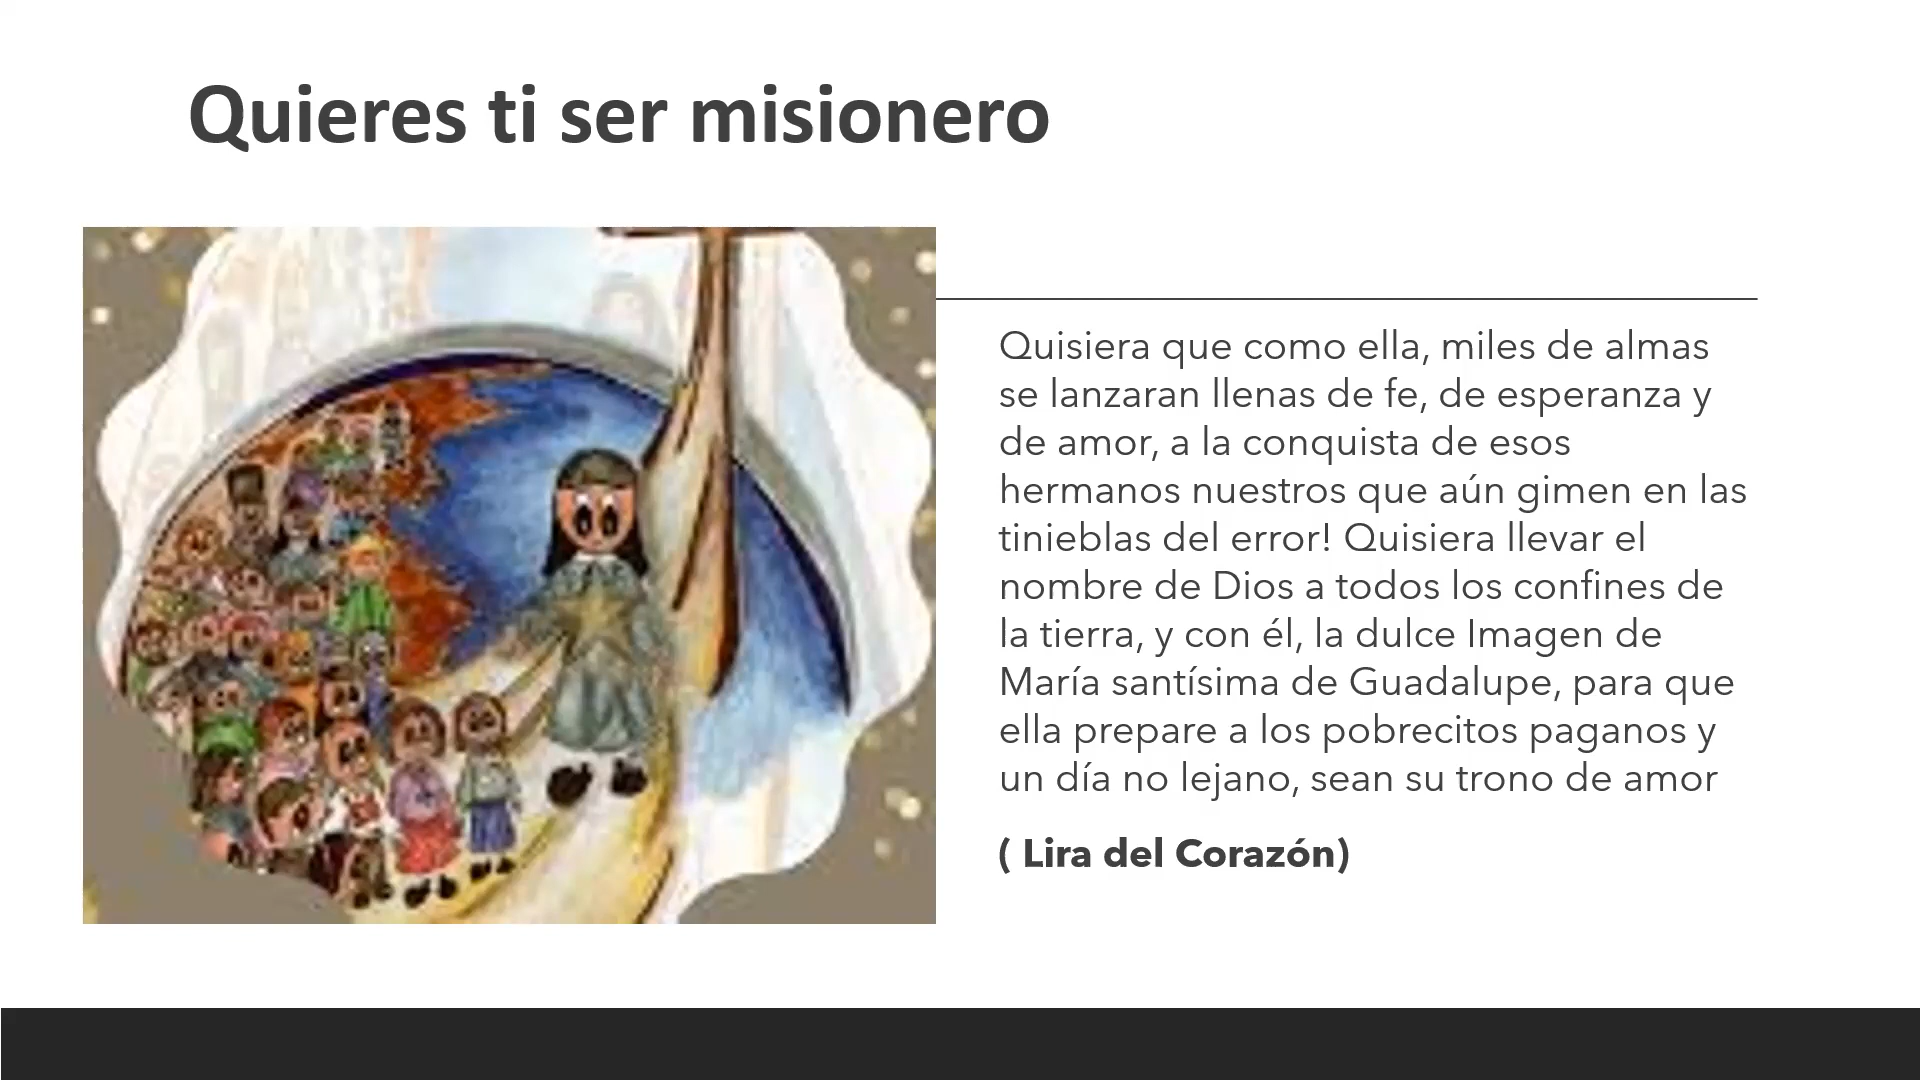 Quieres ti ser misionero
Quisiera que como ella, miles de almas
se lanzaran llenas de fe, de esperanza y
de amor, a la conquista de esos
hermanos nuestros que aún gimen en las
tinieblas del error! Quisiera llevar el
nombre de Dios a todos los confines de
la tierra, y con él, la dulce Imagen de
María santísima de Guadalupe, para que
ella prepare a los pobrecitos paganos y
un día no lejano, sean su trono de amor
( Lira del Corazón)